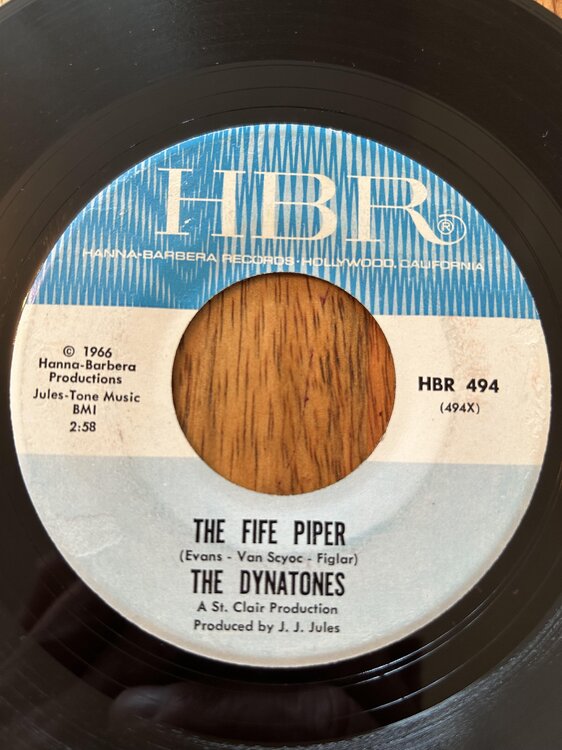 HBR®
HANNA-BARBERA RECORDS · HOLLYWOOD, CALIFORNIA
© 1966
Hanna-Barbera
Productions
Jules-Tone Music
BMI
2:58
HBR 494
(494X)
THE FIFE PIPER
(Evans - Van Scyoc - Figlar)
THE DYNATONES
A St. Clair Production
Produced by J. J. Jules